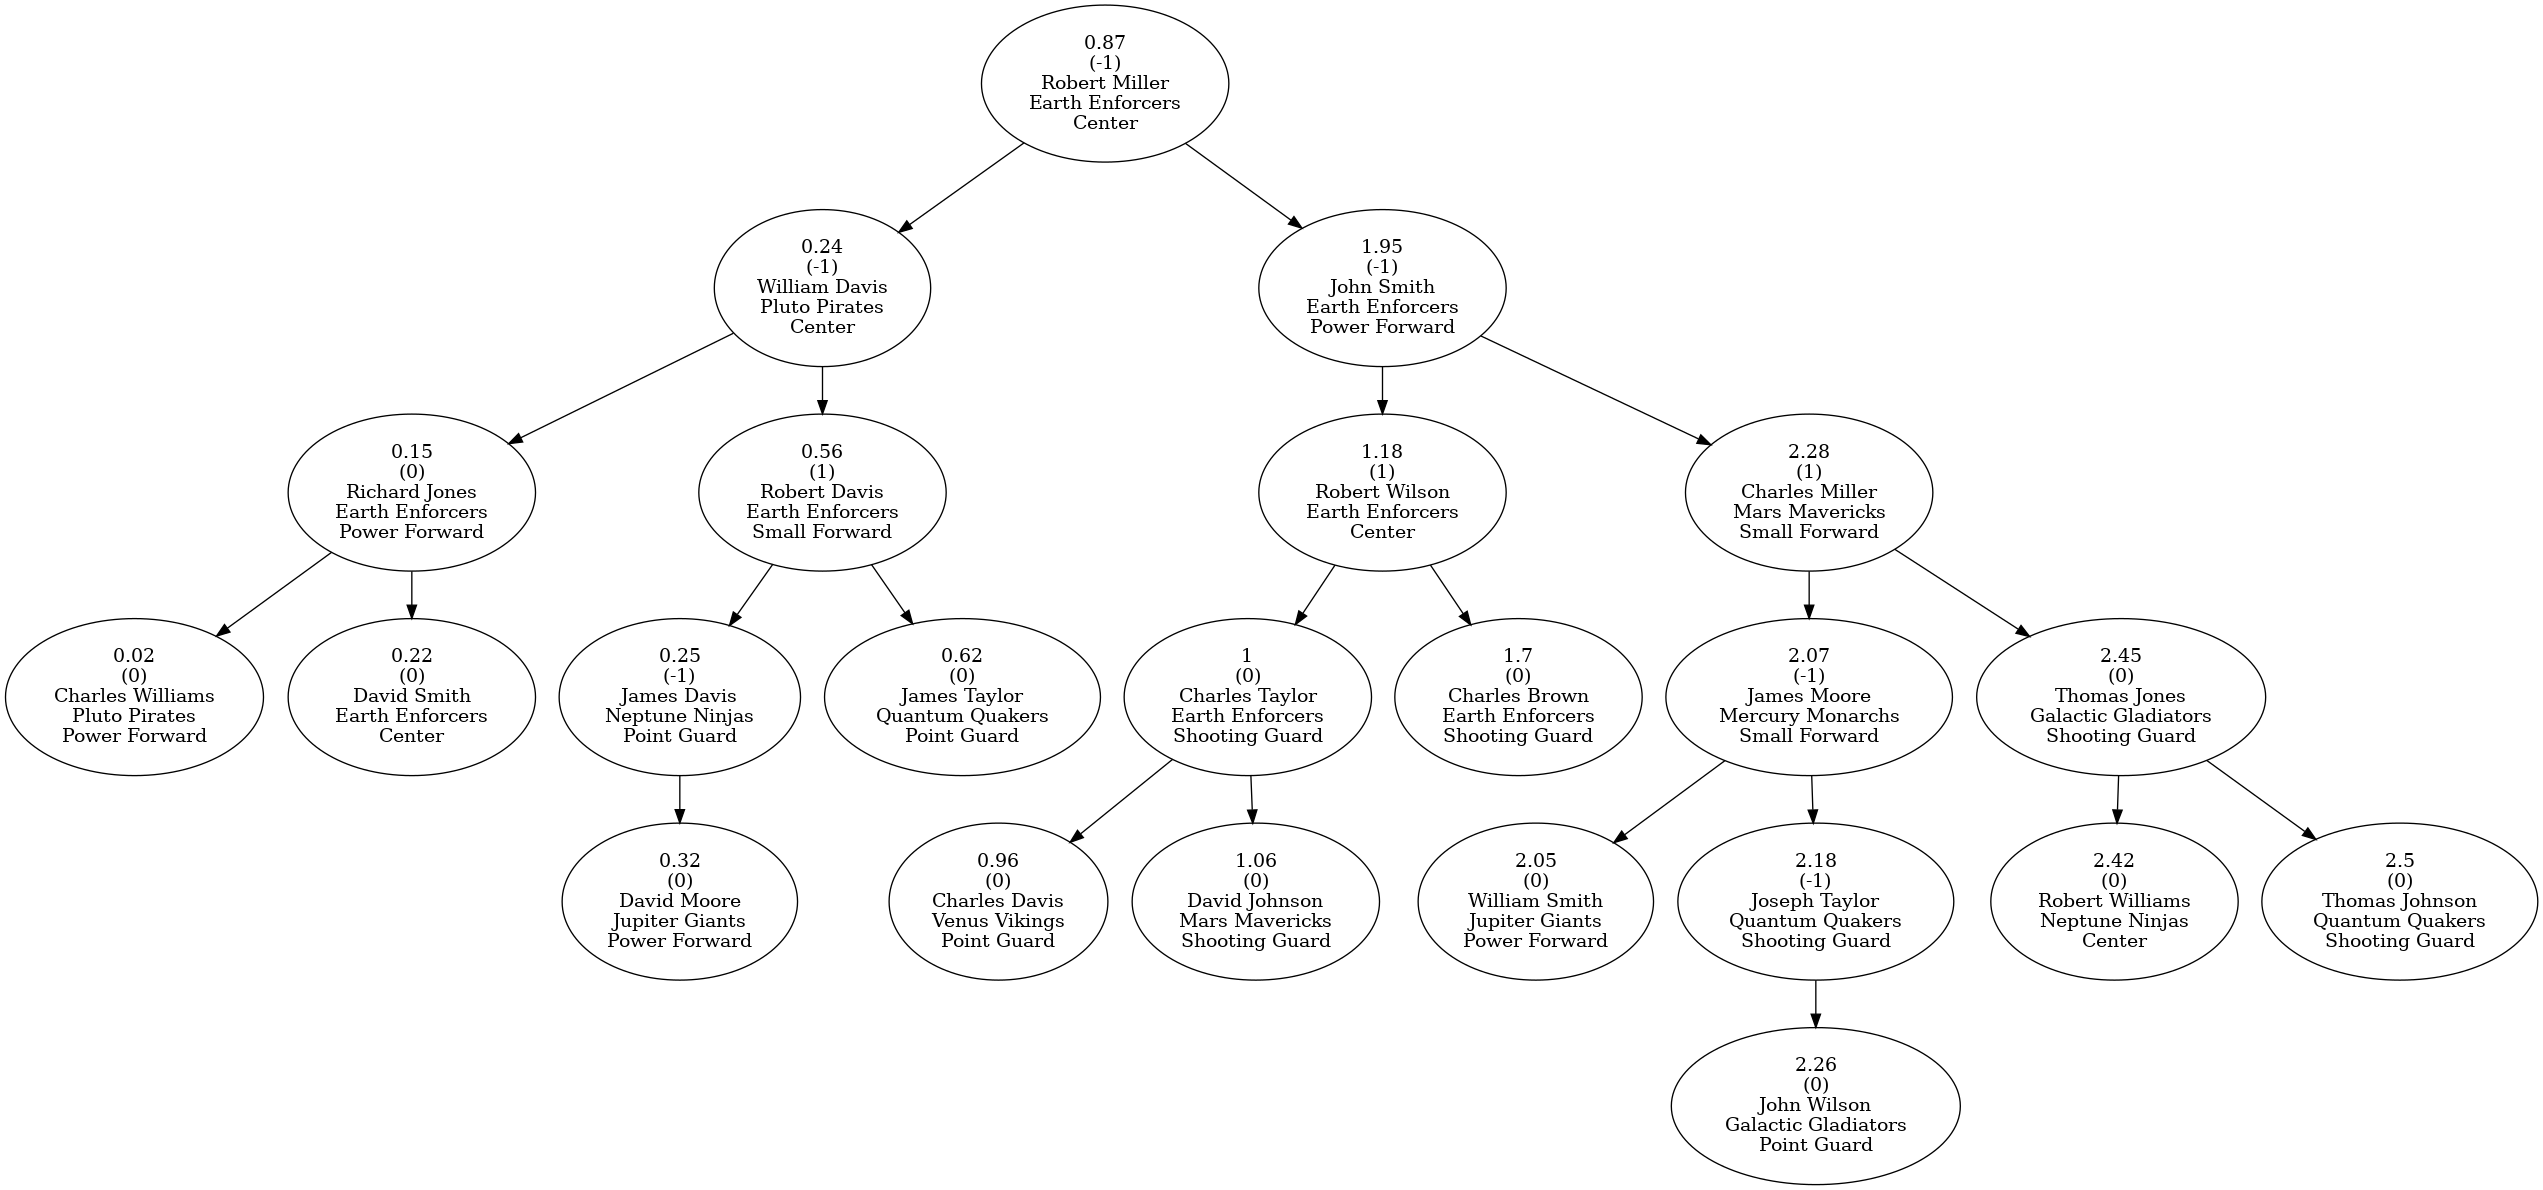 0.87
(-1)
Robert Miller
Earth Enforcers
Center
0.24
(-1)
William Davis
Pluto Pirates
Center
1.95
(-1)
John Smith
Earth Enforcers
Power Forward
0.15
(0)
Richard Jones
Earth Enforcers
Power Forward
0.56
(1)
Robert Davis
Earth Enforcers
Small Forward
1.18
(1)
Robert Wilson
Earth Enforcers
Center
2.28
(1)
Charles Miller
Mars Mavericks
Small Forward
0.02
(0)
Charles Williams
Pluto Pirates
Power Forward
0.22
(0)
David Smith
Earth Enforcers
Center
0.25
(-1)
James Davis
Neptune Ninjas
Point Guard
0.62
(0)
James Taylor
Quantum Quakers
Point Guard
1
(0)
Charles Taylor
Earth Enforcers
Shooting Guard
1.7
(0)
Charles Brown
Earth Enforcers
Shooting Guard
2.07
(-1)
James Moore
Mercury Monarchs
Small Forward
2.45
(0)
Thomas Jones
Galactic Gladiators
Shooting Guard
0.32
(0)
David Moore
Jupiter Giants
Power Forward
0.96
(0)
Charles Davis
Venus Vikings
Point Guard
1.06
(0)
David Johnson
Mars Mavericks
Shooting Guard
2.05
(0)
William Smith
Jupiter Giants
Power Forward
2.18
(-1)
Joseph Taylor
Quantum Quakers
Shooting Guard
2.42
(0)
Robert Williams
Neptune Ninjas
Center
2.5
(0)
Thomas Johnson
Quantum Quakers
Shooting Guard
2.26
(0)
John Wilson
Galactic Gladiators
Point Guard